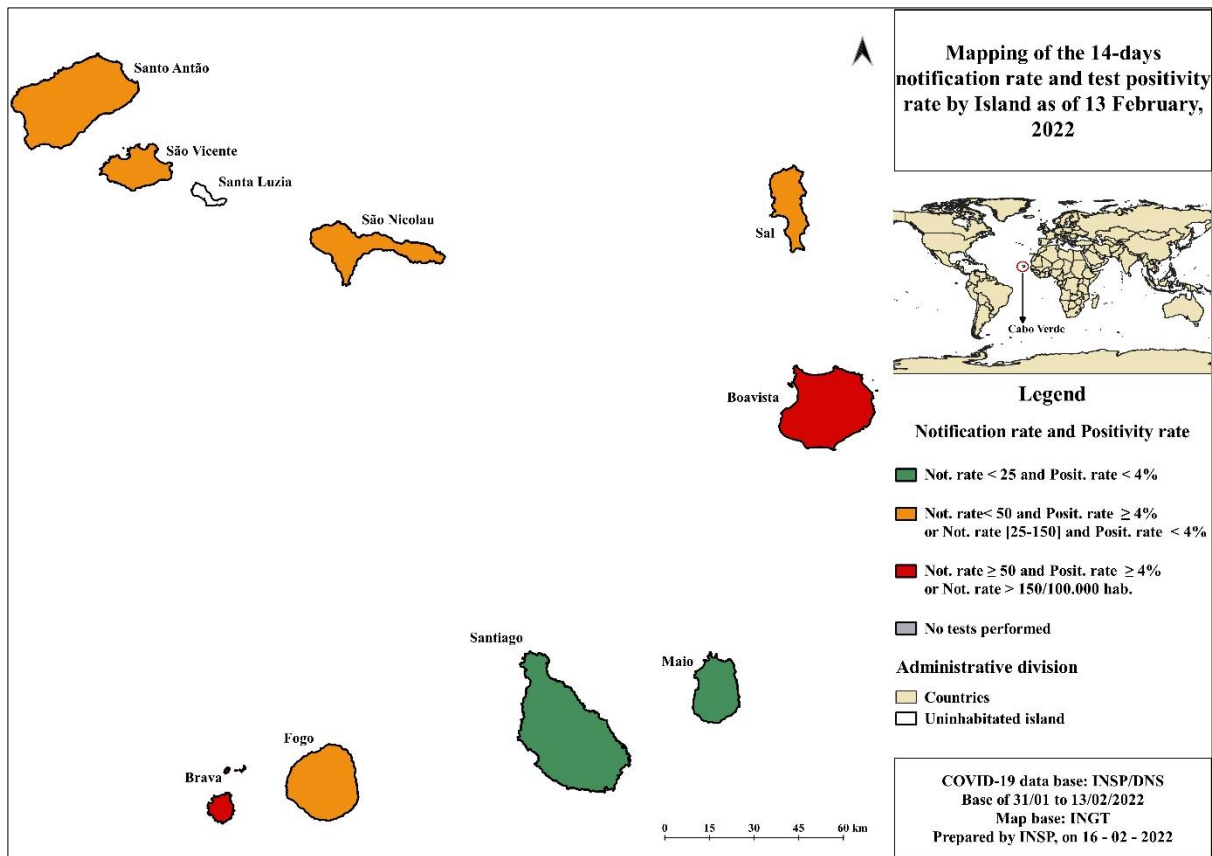 Mapping of the 14-days
notification rate and test positivity
rate by Island as of 13 February,
2022
Santo Antão
São Vicente
Santa Luzia
São Nicolau
Sal
Boavista
Santiago
Maio
Fogo
Brava
0 15 30 45 60 km
Cabo Verde
Legend
Notification rate and Positivity rate
Not. rate < 25 and Posit. rate < 4%
Not. rate< 50 and Posit. rate ≥ 4%
or Not. rate [25-150] and Posit. rate < 4%
Not. rate ≥ 50 and Posit. rate ≥ 4%
or Not. rate > 150/100.000 hab.
No tests performed
Administrative division
Countries
Uninhabitated island
COVID-19 data base: INSP/DNS
Base of 31/01 to 13/02/2022
Map base: INGT
Prepared by INSP, on 16 - 02 - 2022